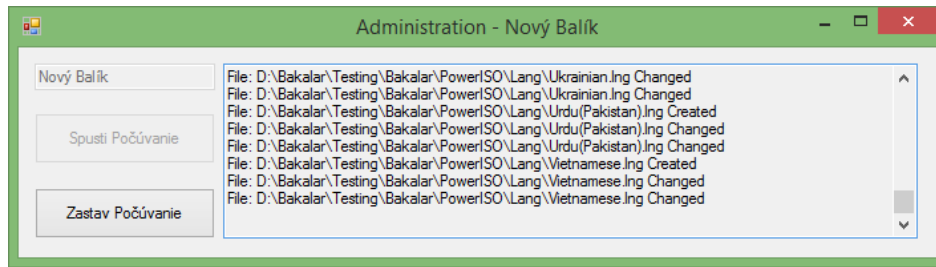 Administration - Nový Balík
Nový Balík
Spusti Počúvanie
Zastav Počúvanie
File: D:\Bakalar\Testing\Bakalar\PowerISO\Lang\Ukrainian.lng Changed
File: D:\Bakalar\Testing\Bakalar\PowerISO\Lang\Ukrainian.lng Changed
File: D:\Bakalar\Testing\Bakalar\PowerISO\Lang\Urdu(Pakistan).lng Created
File: D:\Bakalar\Testing\Bakalar\PowerISO\Lang\Urdu(Pakistan).lng Changed
File: D:\Bakalar\Testing\Bakalar\PowerISO\Lang\Urdu(Pakistan).lng Changed
File: D:\Bakalar\Testing\Bakalar\PowerISO\Lang\Vietnamese.lng Created
File: D:\Bakalar\Testing\Bakalar\PowerISO\Lang\Vietnamese.lng Changed
File: D:\Bakalar\Testing\Bakalar\PowerISO\Lang\Vietnamese.lng Changed